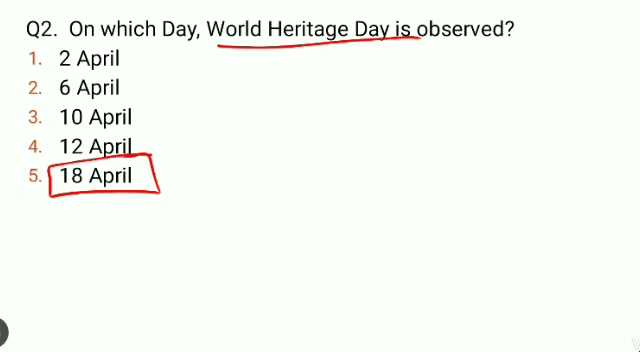 Q2. On which Day, World Heritage Day is observed?
1. 2 April
2. 6 April
3. 10 April
4. 12 April
5. 18 April